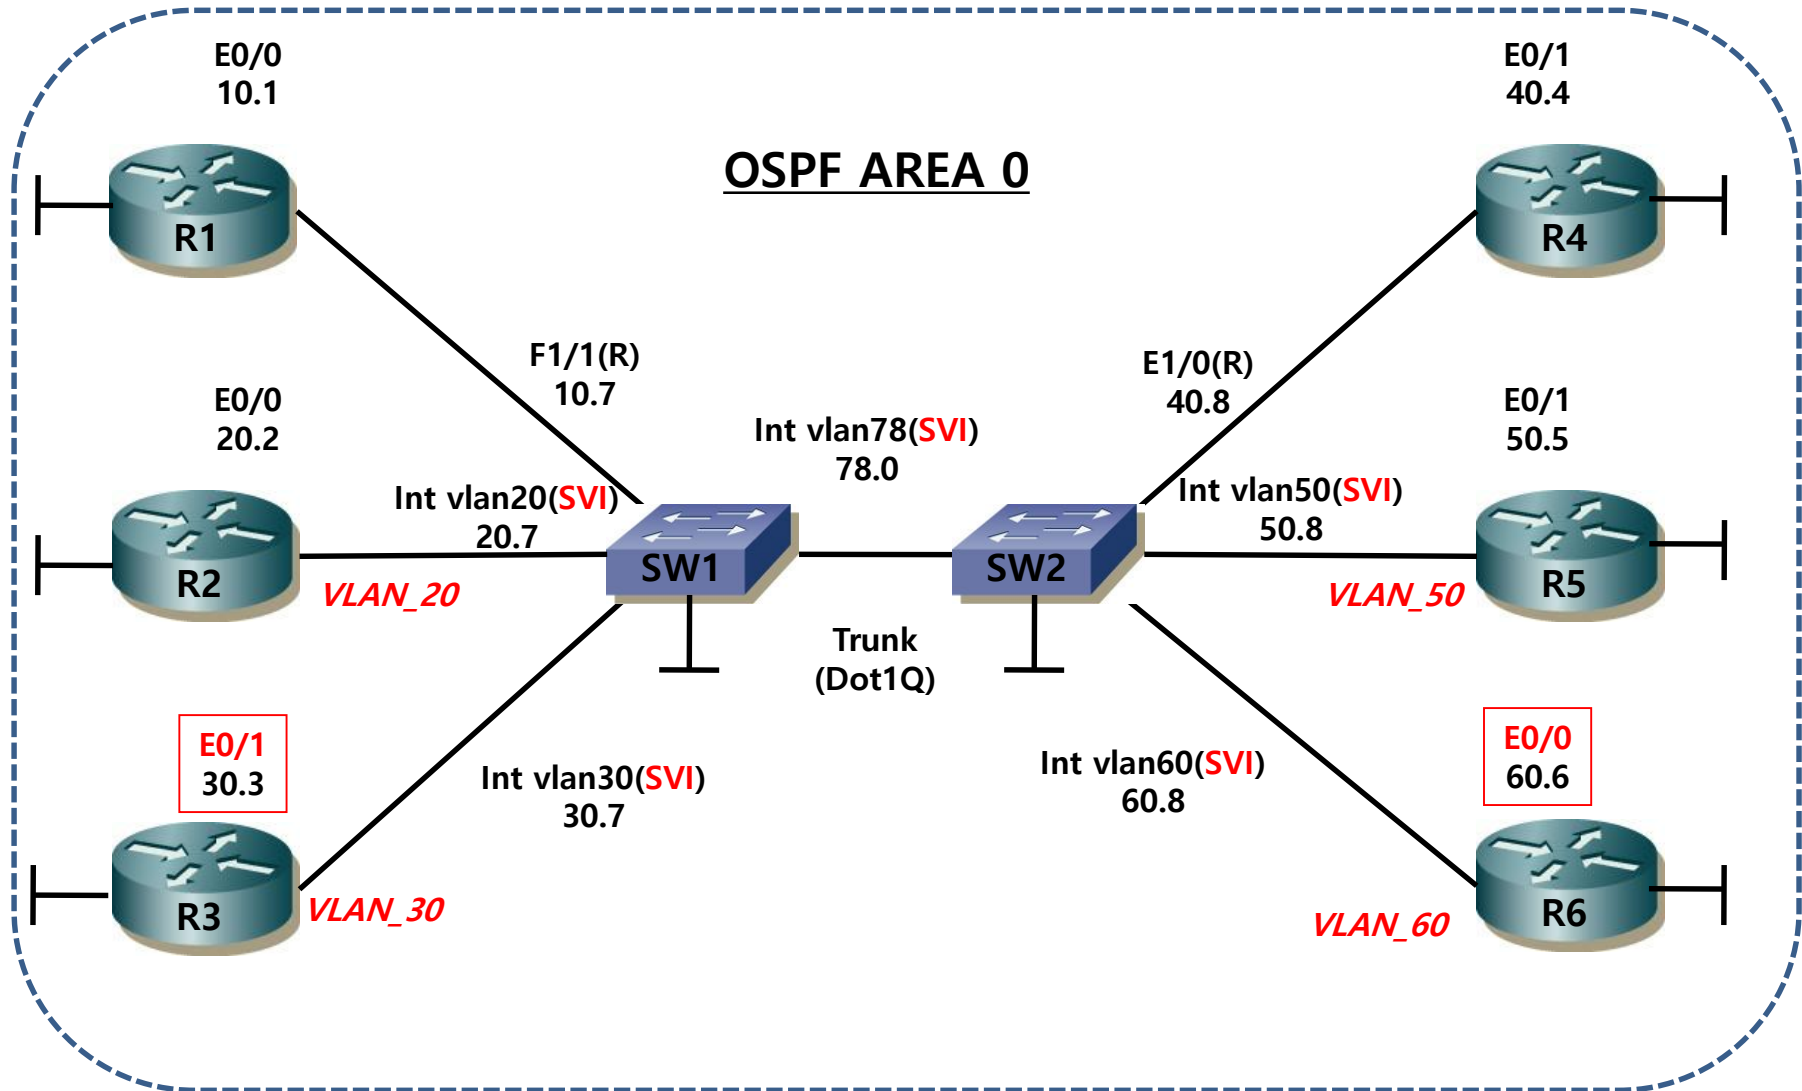 E0/0
10.1
E0/1
40.4
OSPF AREA 0
R1
R4
F1/1(R)
10.7
E1/0(R)
40.8
E0/0
20.2
E0/1
50.5
Int vlan78(SVI)
78.0
Int vlan20(SVI)
20.7
Int vlan50(SVI)
50.8
SW1
SW2
R2
VLAN_20
VLAN_50
R5
Trunk
(Dot1Q)
E0/1
30.3
E0/0
60.6
Int vlan30(SVI)
30.7
Int vlan60(SVI)
60.8
R3
VLAN_30
VLAN_60
R6